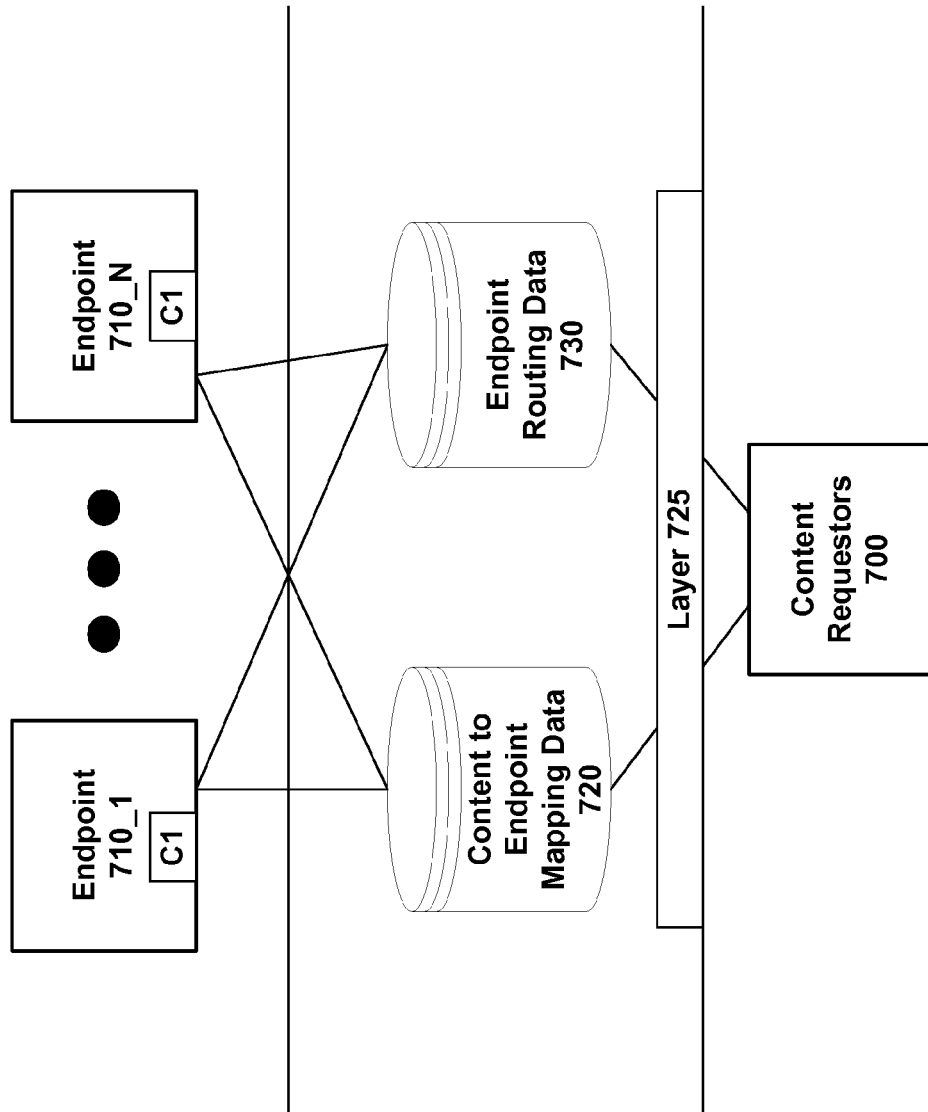 Endpoint
710_1
C1
Endpoint
710_N
C1
Content to
Endpoint
Mapping Data
720
Endpoint
Routing Data
730
Layer 725
Content
Requestors
700